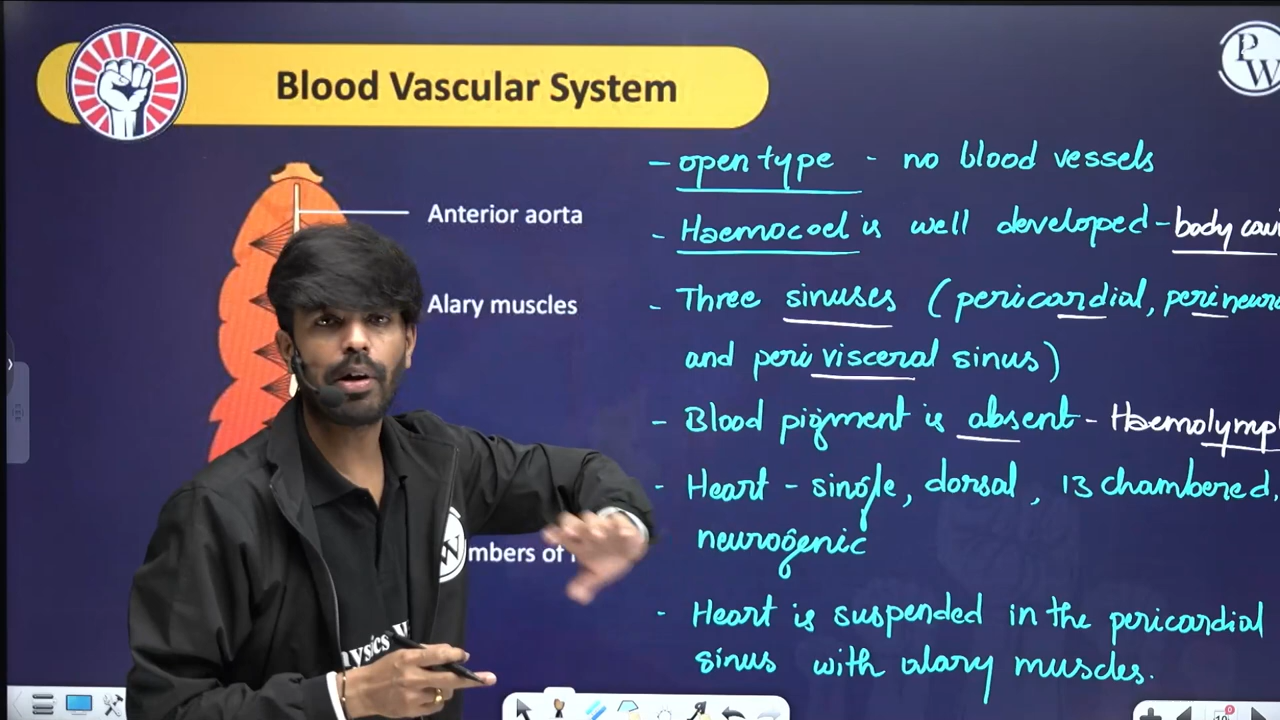 Blood Vascular System
P
W
Anterior aorta
Alary muscles
mbers of
- open type - no blood vessels
- Haemocoel is well developed - body cav
- Three sinuses (pericardial, perineur
and perivisceral sinus)
- Blood pigment is absent - Haemolymp
- Heart - single, dorsal, 13 chambered,
neurogenic
- Heart is suspended in the pericardial
sinus with alary muscles.
W